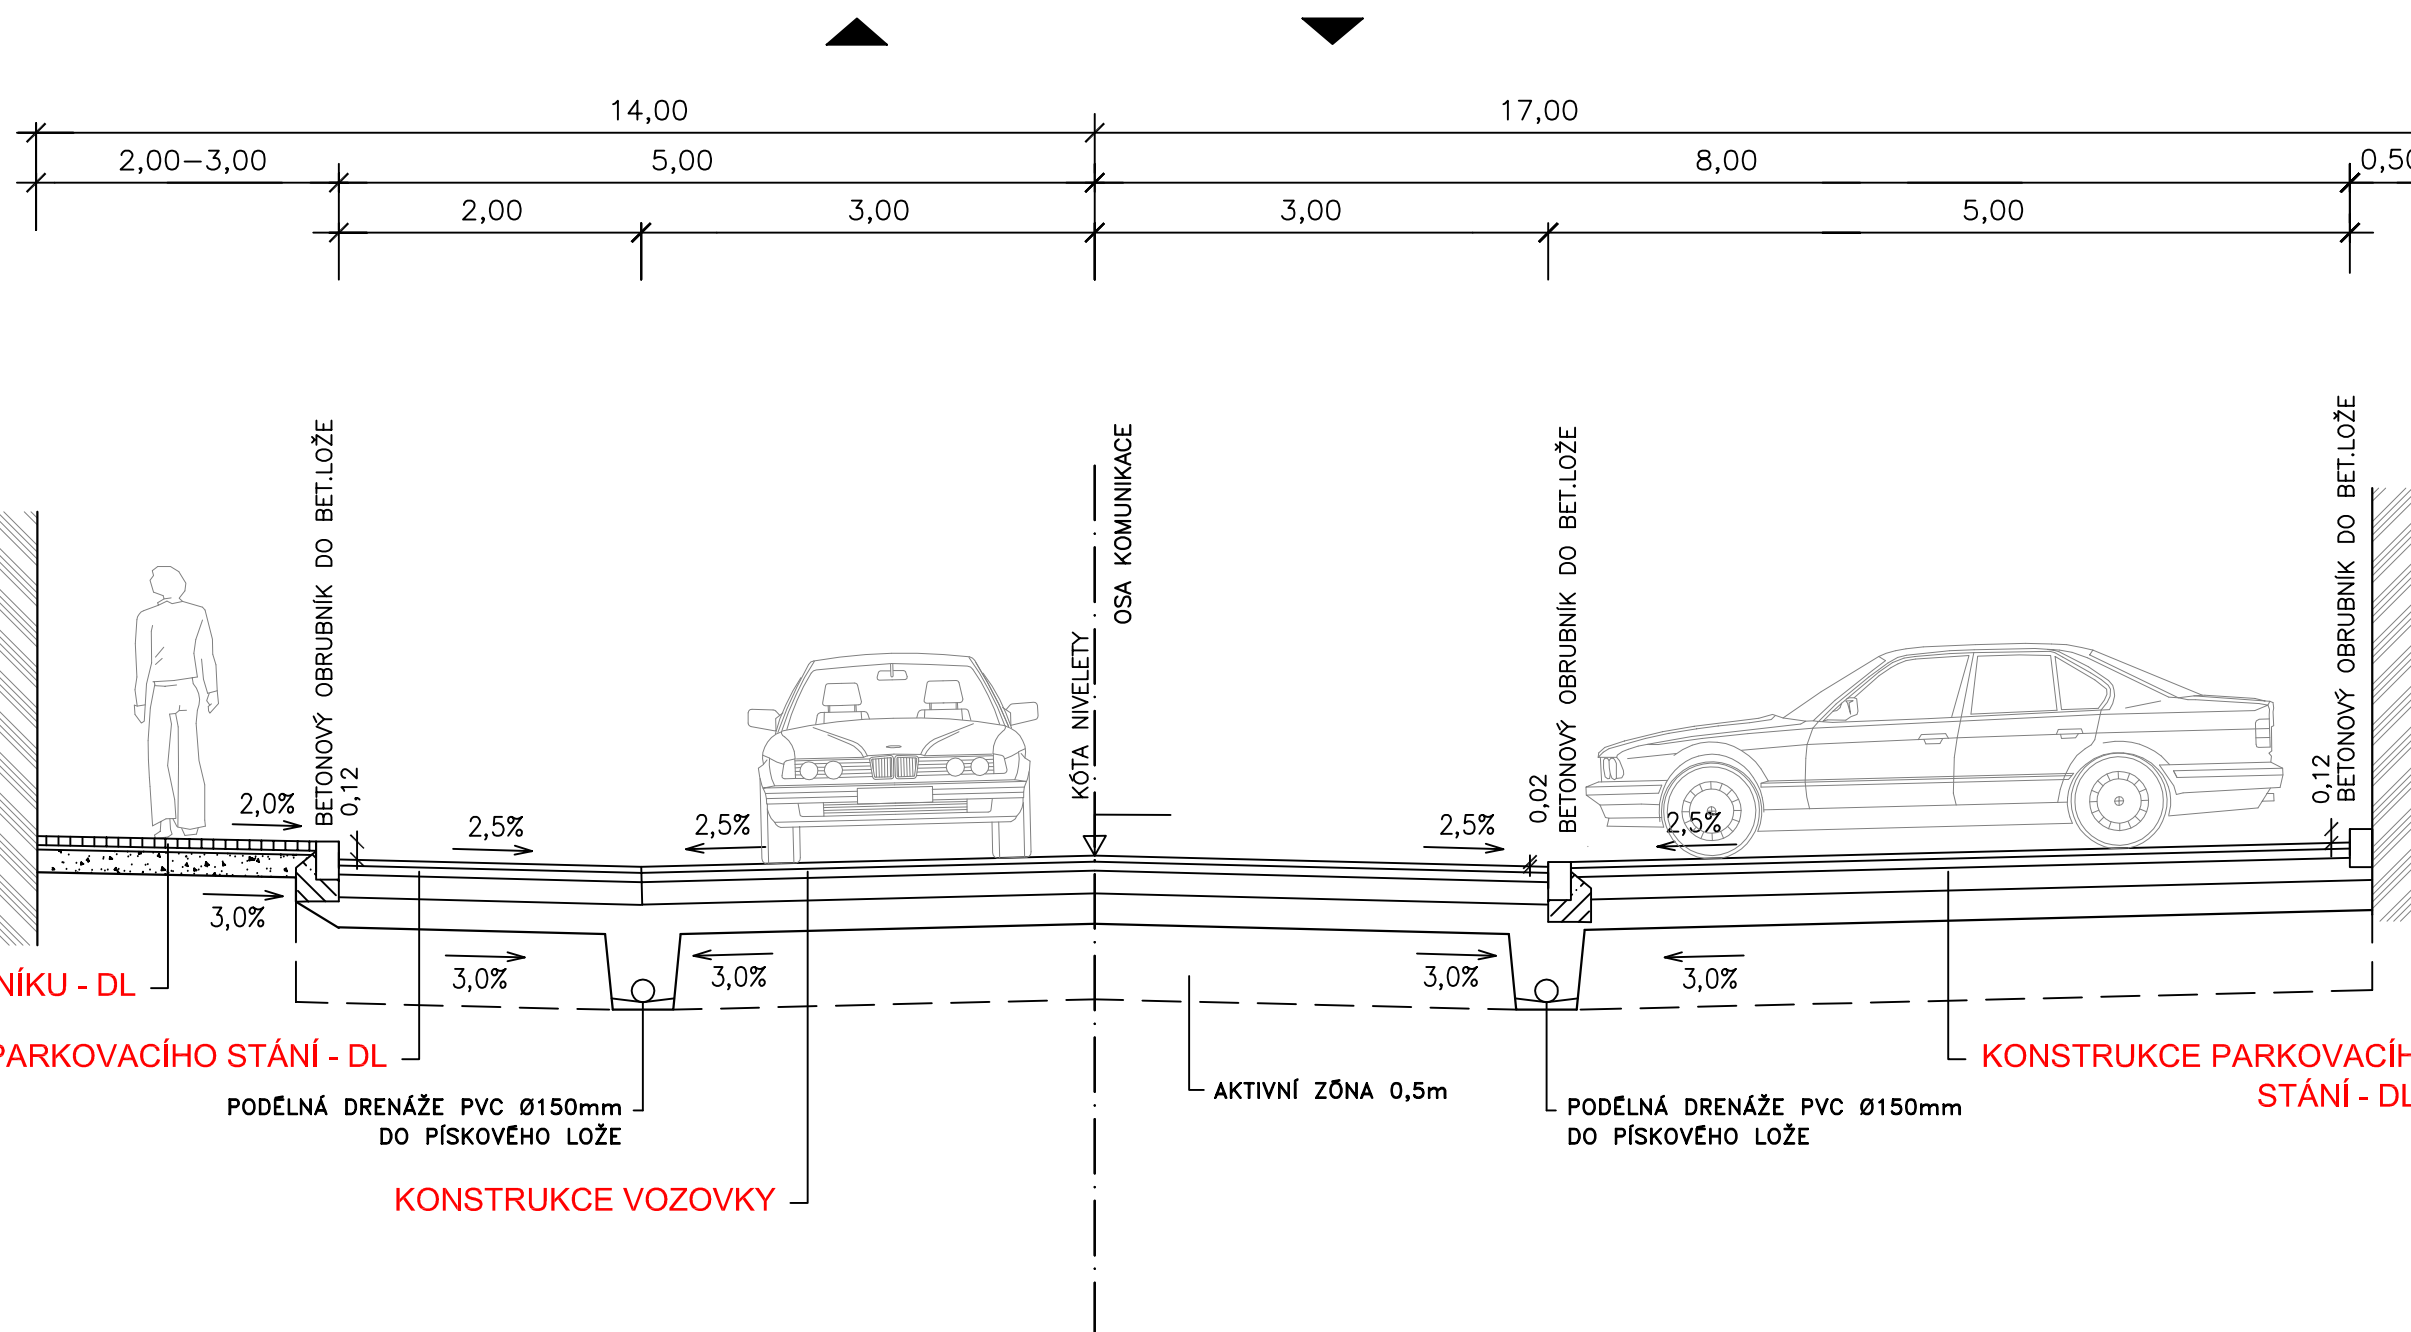 14,00
17,00
2,00–3,00
5,00
8,00
0,50
2,00
3,00
3,00
5,00
BETONOVÝ OBRUBNÍK DO BET.LOŽE
0,12
KÓTA NIVELETY
OSA KOMUNIKACE
0,02
BETONOVÝ OBRUBNÍK DO BET.LOŽE
0,12
BETONOVÝ OBRUBNÍK DO BET.LOŽE
2,0%
2,5%
2,5%
2,5%
2,5%
3,0%
3,0%
3,0%
3,0%
3,0%
NÍKU - DL
PARKOVACÍHO STÁNÍ - DL
KONSTRUKCE PARKOVACÍH
STÁNÍ - DL
AKTIVNÍ ZÓNA 0,5m
PODÉLNÁ DRENÁŽE PVC Ø150mm
DO PÍSKOVÉHO LOŽE
PODÉLNÁ DRENÁŽE PVC Ø150mm
DO PÍSKOVÉHO LOŽE
KONSTRUKCE VOZOVKY